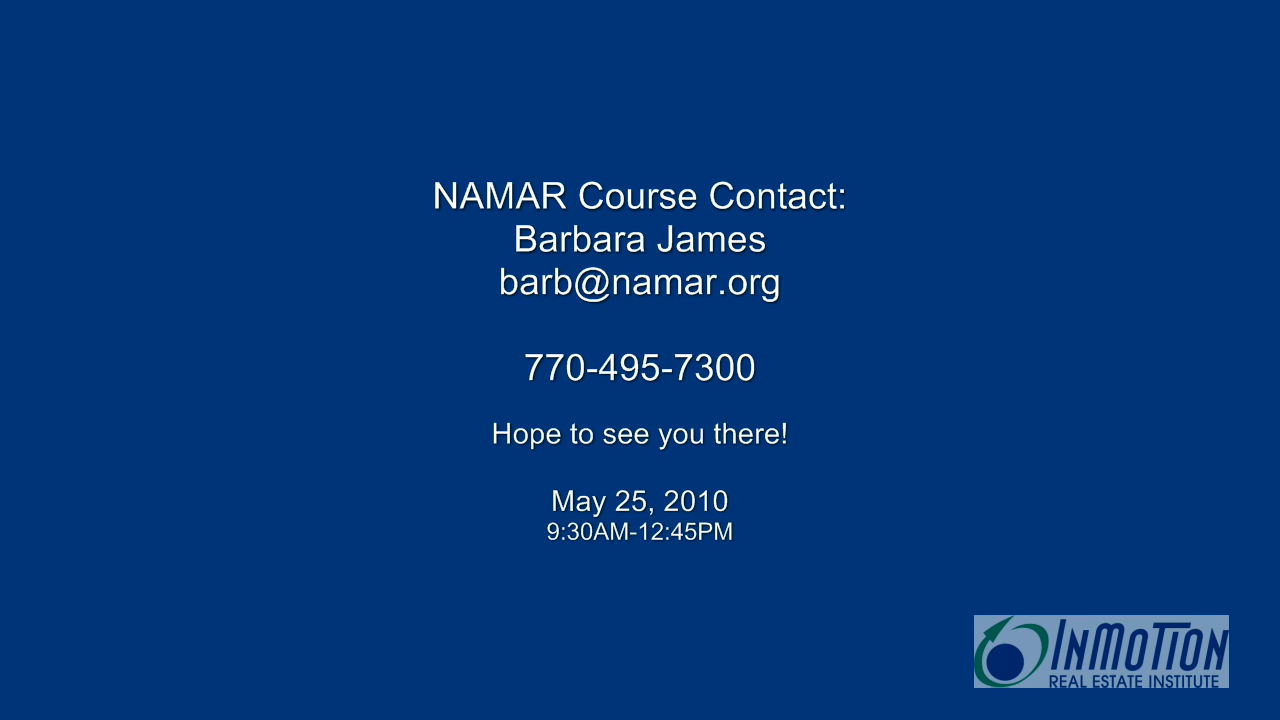 NAMAR Course Contact:
Barbara James
barb@namar.org
770-495-7300
Hope to see you there!
May 25, 2010
9:30AM-12:45PM
INMOTION
REAL ESTATE INSTITUTE